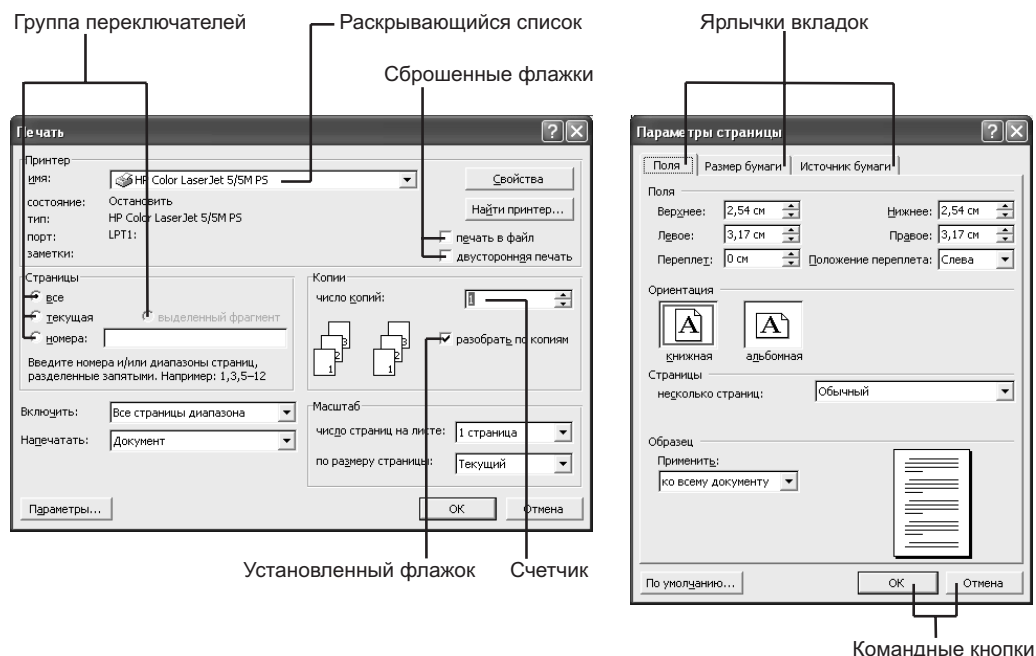 Группа переключателей
Раскрывающийся список
Ярлычки вкладок
Сброшенные флажки
Печать
Принтер
имя: HP Color LaserJet 5/5M PS Свойства
состояние: Остановить Найти принтер...
тип: HP Color LaserJet 5/5M PS
порт: LPT1: печать в файл
заметки: двусторонняя печать
Страницы
все
текущая выделенный фрагмент
номера:
Введите номера и/или диапазоны страниц,
разделенные запятыми. Например: 1,3,5–12
Копии
число копий: 1
3 3
2 2
1 1
разобрать по копиям
Включить: Все страницы диапазона
Напечатать: Документ
Масштаб
число страниц на листе: 1 страница
по размеру страницы: Текущий
Параметры... ОК Отмена
Установленный флажок
Счетчик
Параметры страницы
Поля Размер бумаги Источник бумаги
Поля
Верхнее: 2,54 см Нижнее: 2,54 см
Левое: 3,17 см Правое: 3,17 см
Переплет: 0 см Положение переплета: Слева
Ориентация
A A
книжная альбомная
Страницы
несколько страниц: Обычный
Образец
Применить:
ко всему документу
По умолчанию... ОК Отмена
Командные кнопки